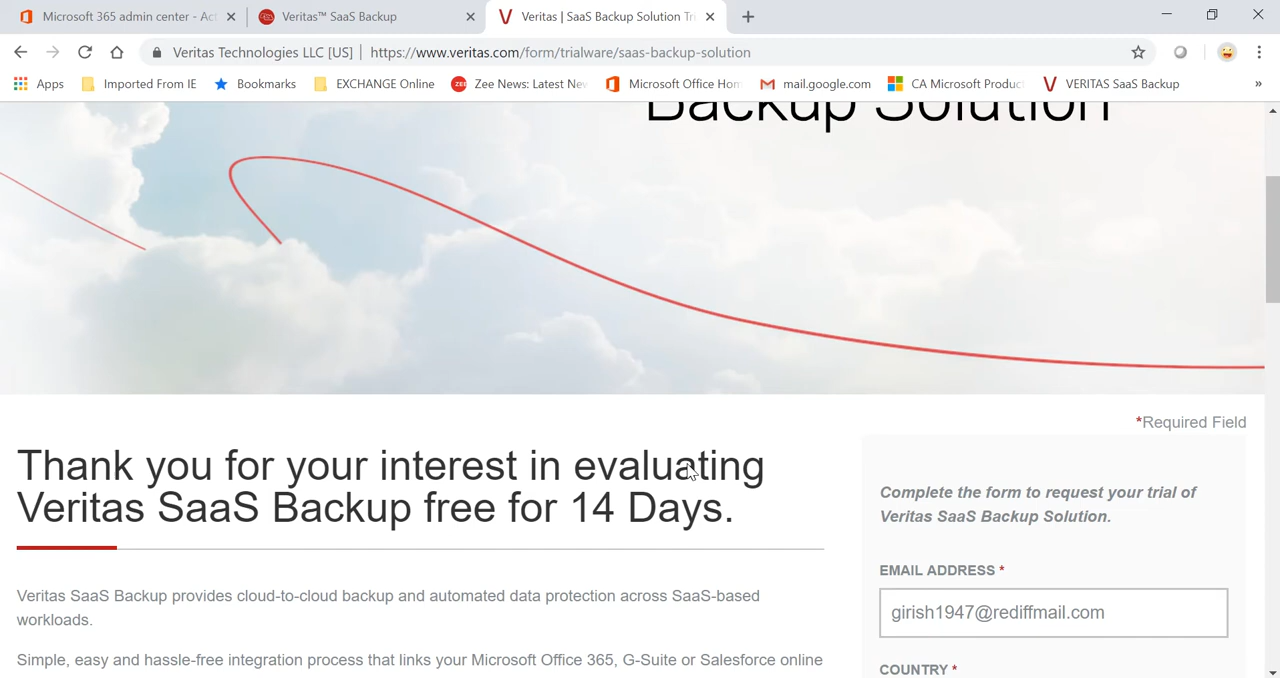 Microsoft 365 admin center - Act
Veritas™ SaaS Backup
Veritas | SaaS Backup Solution Tri
Veritas Technologies LLC [US] | https://www.veritas.com/form/trialware/saas-backup-solution
Apps
Imported From IE
Bookmarks
EXCHANGE Online
ZEE
Zee News: Latest New
Microsoft Office Hom
mail.google.com
CA Microsoft Produc
VERITAS SaaS Backup
»
Backup Solution
*Required Field
Thank you for your interest in evaluating
Veritas SaaS Backup free for 14 Days.
Complete the form to request your trial of
Veritas SaaS Backup Solution.
EMAIL ADDRESS *
girish1947@rediffmail.com
COUNTRY *
Veritas SaaS Backup provides cloud-to-cloud backup and automated data protection across SaaS-based
workloads.
Simple, easy and hassle-free integration process that links your Microsoft Office 365, G-Suite or Salesforce online